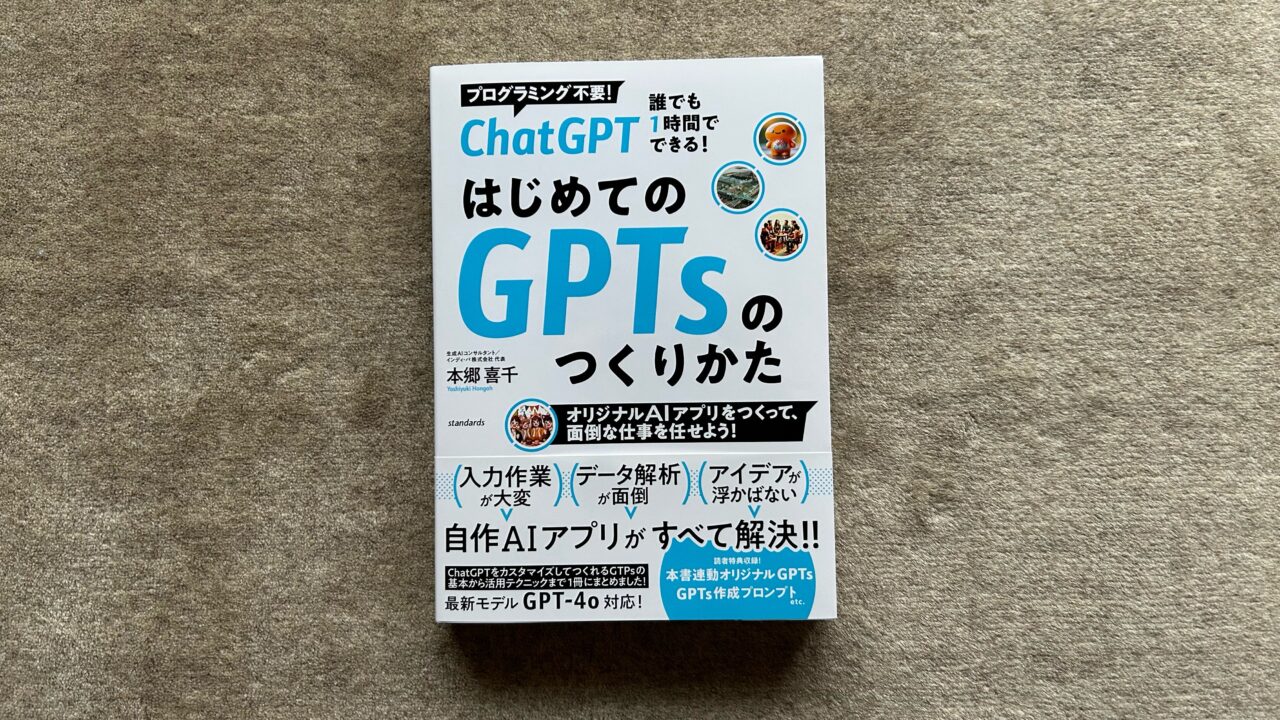 プログラミング不要!
ChatGPT
誰でも
1時間で
できる!
はじめての
GPTsの
つくりかた
生成AIコンサルタント/
インディ・パ株式会社 代表
本郷 喜千
Yoshiyuki Hongoh
standards
オリジナルAIアプリをつくって、
面倒な仕事を任せよう!
(入力作業が大変)
(データ解析が面倒)
(アイデアが浮かばない)
自作AIアプリがすべて解決!!
ChatGPTをカスタマイズしてつくれるGTPsの
基本から活用テクニックまで1冊にまとめました!
最新モデル GPT-4o 対応!
読者特典収録!
本書連動オリジナルGPTs
GPTs作成プロンプト
etc.